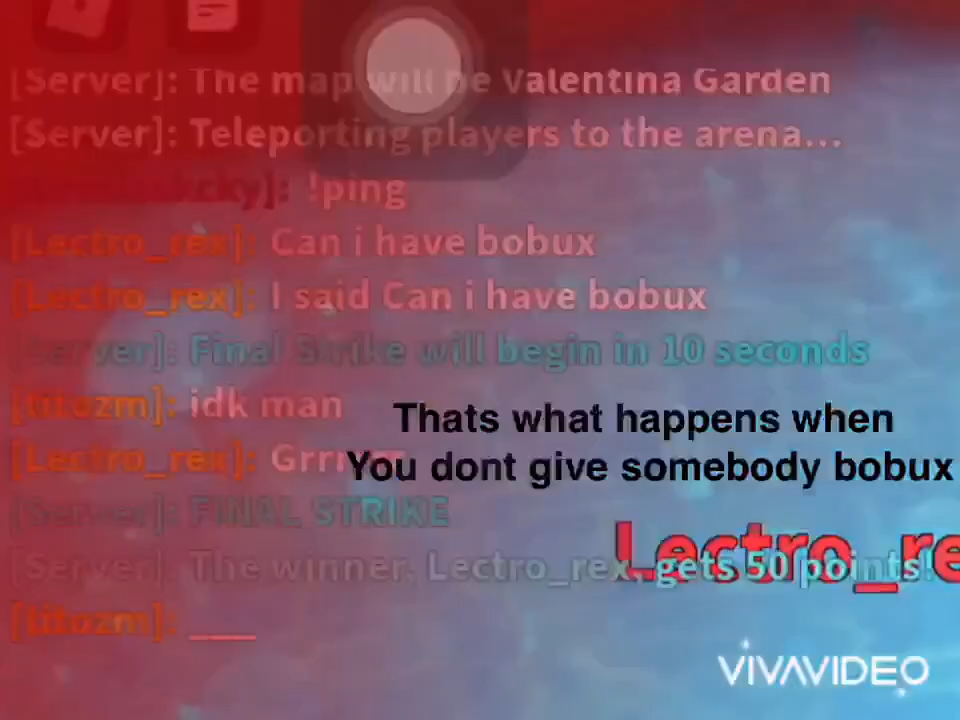 [Server]: The map will be Valentina Garden
[Server]: Teleporting players to the arena...
!ping
[Lectro_rex]: Can i have bobux
[Lectro_rex]: I said Can i have bobux
[Server]: Final Strike will begin in 10 seconds
[titozm]: idk man
Thats what happens when
[Lectro_rex]:
You dont give somebody bobux
[Server]: FINAL STRIKE
Lectro_re
[Server]: The winner, Lectro_rex, gets 50 points!
[titozm]: ___
VIVAVIDEO